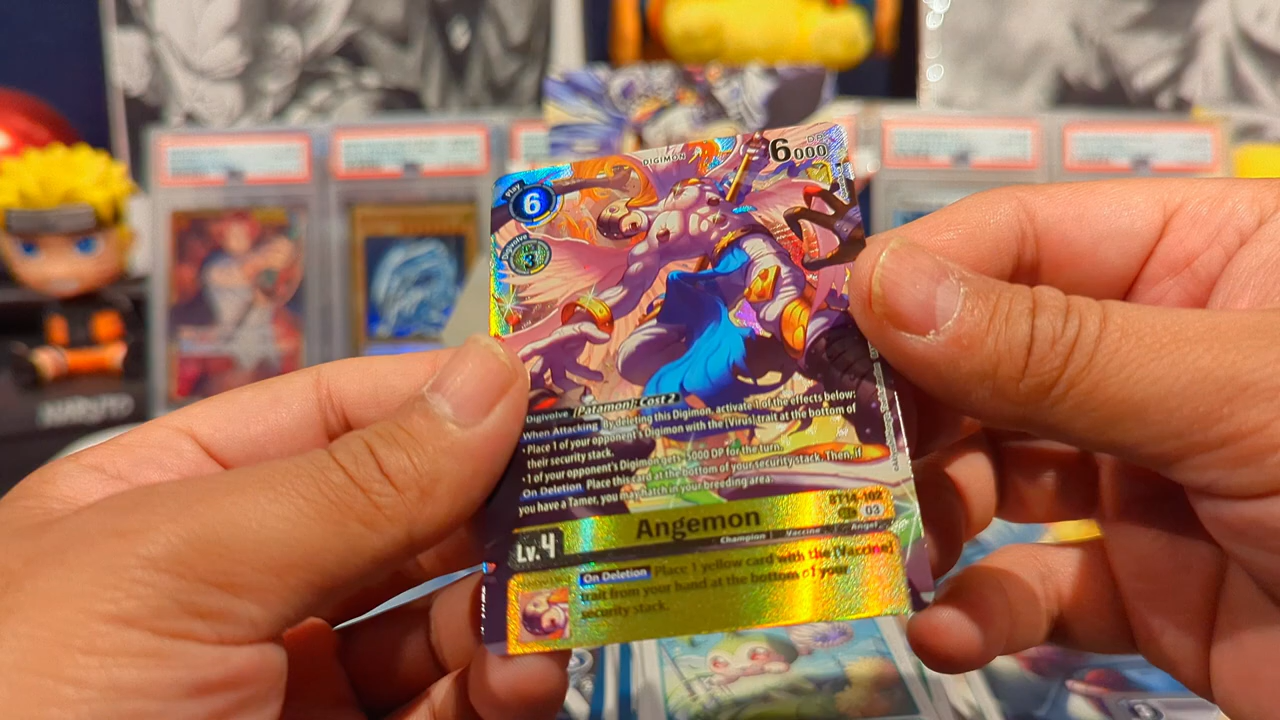 DIGIMON
DP
6000
Play
6
Digivolve
Lv.3
Digivolve [Patamon]: Cost 2
When Attacking By deleting this Digimon, activate 1 of the effects below:
・Place 1 of your opponent's Digimon with the [Virus] trait at the bottom of
their security stack.
・1 of your opponent's Digimon gets -5000 DP for the turn.
On Deletion Place this card at the bottom of your security stack. Then, if
you have a Tamer, you may hatch in your breeding area.
BT14-102
03
Angemon
Lv.4
Champion | Vaccine | Angel
On Deletion Place 1 yellow card with the [Vaccine]
trait from your hand at the bottom of your
security stack.
NARUTO